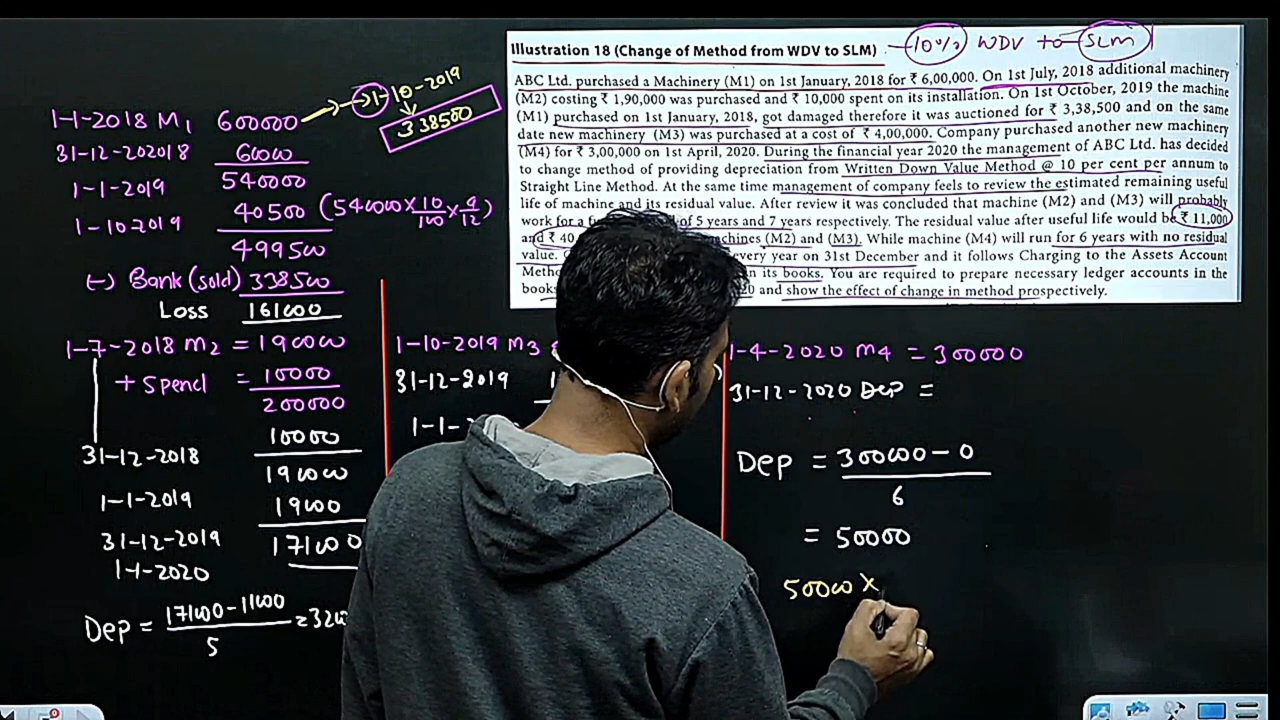 Illustration 18 (Change of Method from WDV to SLM) 10% WDV to SLM
ABC Ltd. purchased a Machinery (M1) on 1st January, 2018 for ₹ 6,00,000. On 1st July, 2018 additional machinery
(M2) costing ₹ 1,90,000 was purchased and ₹ 10,000 spent on its installation. On 1st October, 2019 the machine
(M1) purchased on 1st January, 2018, got damaged therefore it was auctioned for ₹ 3,38,500 and on the same
date new machinery (M3) was purchased at a cost of ₹ 4,00,000. Company purchased another new machinery
(M4) for ₹ 3,00,000 on 1st April, 2020. During the financial year 2020 the management of ABC Ltd. has decided
to change method of providing depreciation from Written Down Value Method @ 10 per cent per annum to
Straight Line Method. At the same time management of company feels to review the estimated remaining useful
life of machine and its residual value. After review it was concluded that machine (M2) and (M3) will probably
work for a of 5 years and 7 years respectively. The residual value after useful life would be ₹ 11,000
and ₹ 40 (M2) and (M3). While machine (M4) will run for 6 years with no residual
value. every year on 31st December and it follows Charging to the Assets Account
in its books. You are required to prepare necessary ledger accounts in the
books and show the effect of change in method prospectively.
1-1-2018 M1 600000 → 1-10-2019
338500
31-12-202018 60000
1-1-2019 540000
1-10-2019 40500 (540000 × 10/100 × 9/12)
499500
(-) Bank (sold) 338500
Loss 161000
1-7-2018 M2 = 190000
+ Spend = 10000
200000
31-12-2018 10000
190000
1-1-2019 19000
31-12-2019 171000
1-1-2020
Dep = 171000-11000 / 5 =
1-10-2019 M3
31-12-2019
1-1-
1-4-2020 M4 = 300000
31-12-2020 Dep =
Dep = 300000 - 0
6
= 50000
50000 ×